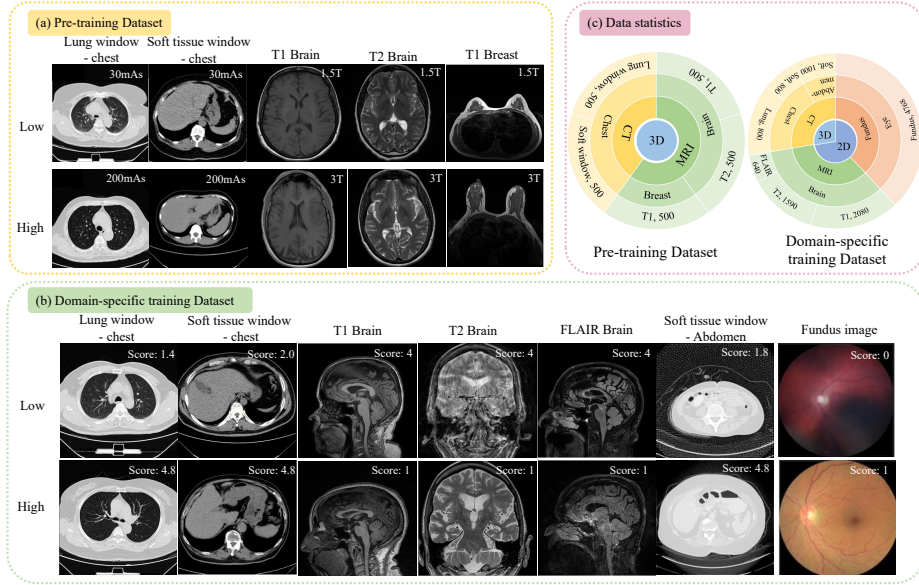 (a) Pre-training Dataset
Lung window
- chest
Soft tissue window
- chest
T1 Brain
T2 Brain
T1 Breast
Low
30mAs
30mAs
1.5T
1.5T
1.5T
High
200mAs
200mAs
3T
3T
3T
(c) Data statistics
3D
CT
MRI
Chest
Brain
Breast
Lung window, 500
Soft window, 500
T1, 500
T2, 500
T1, 500
Pre-training Dataset
3D
2D
CT
MRI
Fundus
Chest
Abdon-
men
Brain
Eye
Lung, 800
Soft, 800
Soft, 1000
Fundus, 4768
FLAIR
640
T2, 1590
T1, 2080
Domain-specific
training Dataset
(b) Domain-specific training Dataset
Lung window
- chest
Soft tissue window
- chest
T1 Brain
T2 Brain
FLAIR Brain
Soft tissue window
- Abdomen
Fundus image
Low
Score: 1.4
Score: 2.0
Score: 4
Score: 4
Score: 4
Score: 1.8
Score: 0
High
Score: 4.8
Score: 4.8
Score: 1
Score: 1
Score: 1
Score: 4.8
Score: 1